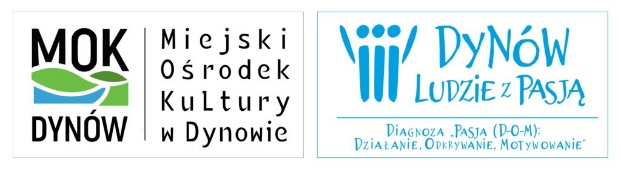 MOK
DYNÓW
Miejski
Ośrodek
Kultury
w Dynowie
DYNÓW
LUDZIE Z PASJĄ
DIAGNOZA „PASJA (D-O-M):
DZIAŁANIE, ODKRYWANIE, MOTYWOWANIE"